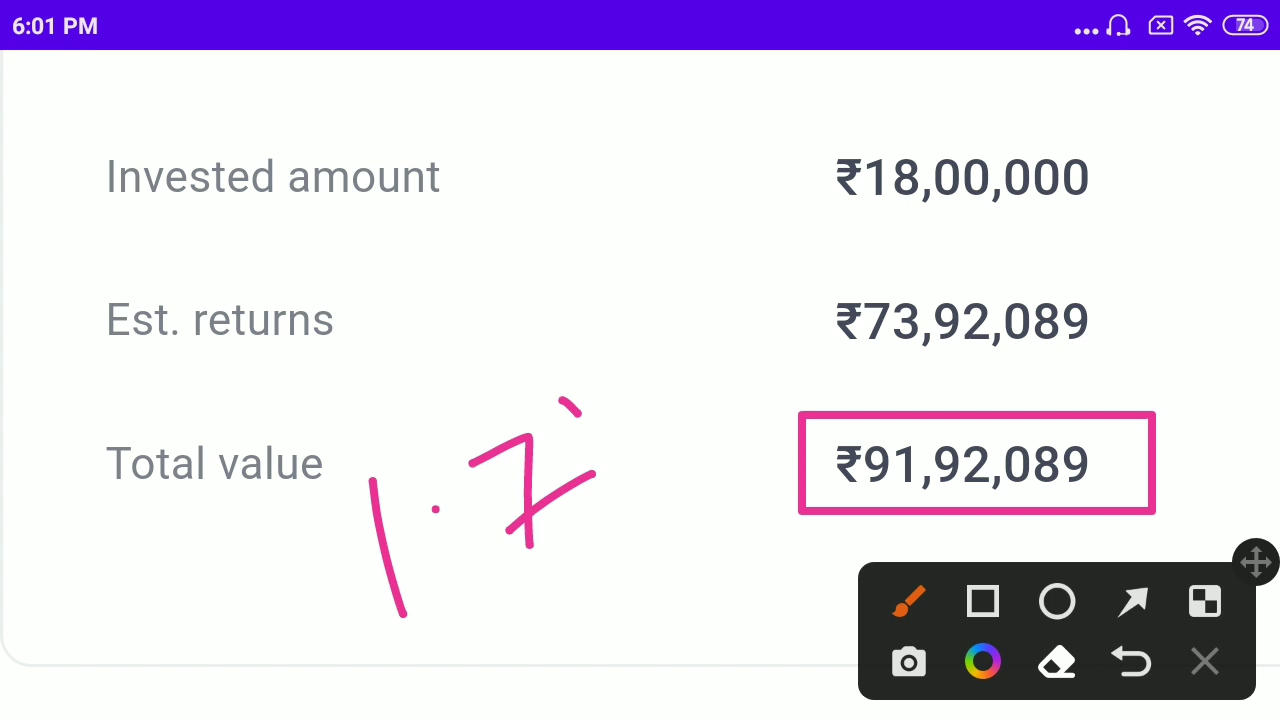 6:01 PM
74
Invested amount ₹18,00,000
Est. returns ₹73,92,089
Total value ₹91,92,089
1.7